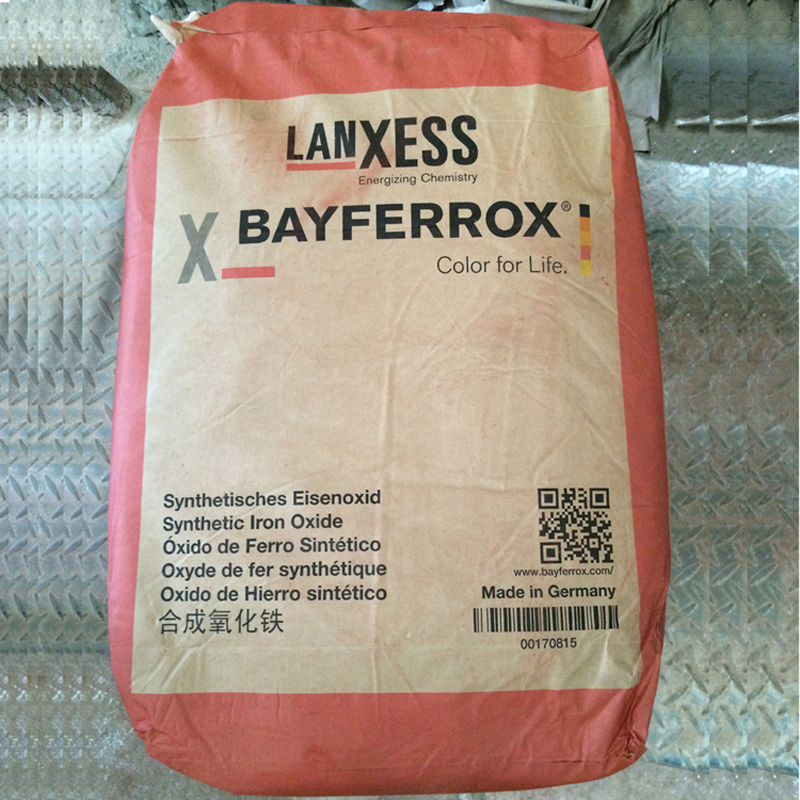 LANXESS
Energizing Chemistry
X BAYFERROX®
Color for Life.
Synthetisches Eisenoxid
Synthetic Iron Oxide
Óxido de Ferro Sintético
Oxyde de fer synthétique
Oxido de Hierro sintético
合成氧化铁
www.bayferrox.com/
Made in Germany
00170815